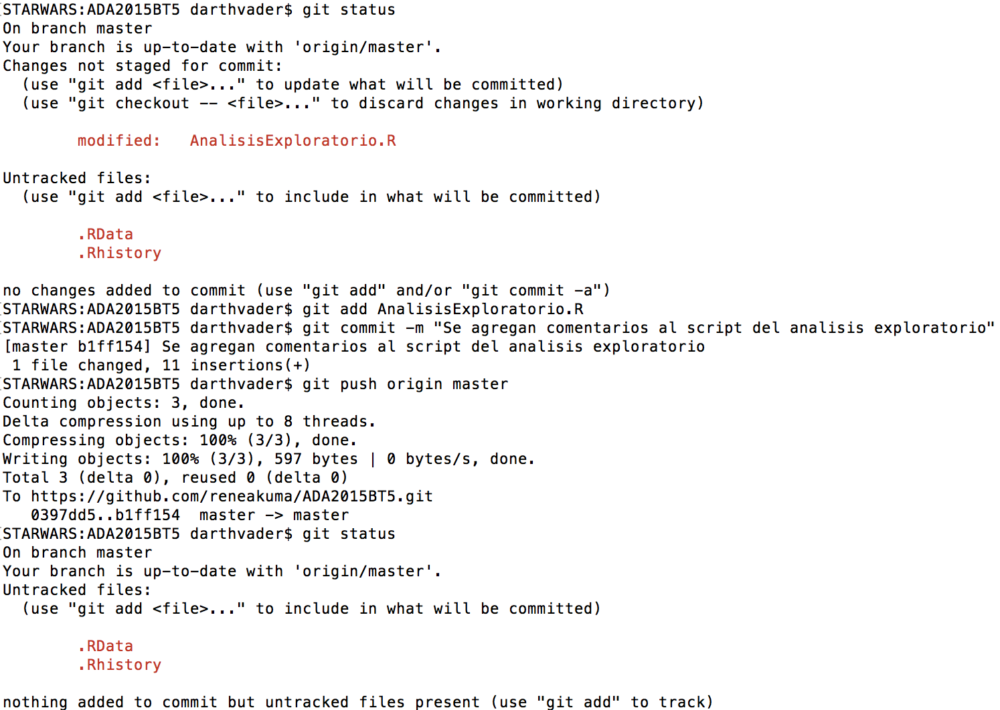 STARWARS:ADA2015BT5 darthvader$ git status
On branch master
Your branch is up-to-date with 'origin/master'.
Changes not staged for commit:
  (use "git add <file>..." to update what will be committed)
  (use "git checkout -- <file>..." to discard changes in working directory)

        modified:   AnalisisExploratorio.R

Untracked files:
  (use "git add <file>..." to include in what will be committed)

        .RData
        .Rhistory

no changes added to commit (use "git add" and/or "git commit -a")
STARWARS:ADA2015BT5 darthvader$ git add AnalisisExploratorio.R
STARWARS:ADA2015BT5 darthvader$ git commit -m "Se agregan comentarios al script del analisis exploratorio"
[master b1ff154] Se agregan comentarios al script del analisis exploratorio
 1 file changed, 11 insertions(+)
STARWARS:ADA2015BT5 darthvader$ git push origin master
Counting objects: 3, done.
Delta compression using up to 8 threads.
Compressing objects: 100% (3/3), done.
Writing objects: 100% (3/3), 597 bytes | 0 bytes/s, done.
Total 3 (delta 0), reused 0 (delta 0)
To https://github.com/reneakuma/ADA2015BT5.git
   0397dd5..b1ff154  master -> master
STARWARS:ADA2015BT5 darthvader$ git status
On branch master
Your branch is up-to-date with 'origin/master'.
Untracked files:
  (use "git add <file>..." to include in what will be committed)

        .RData
        .Rhistory

nothing added to commit but untracked files present (use "git add" to track)